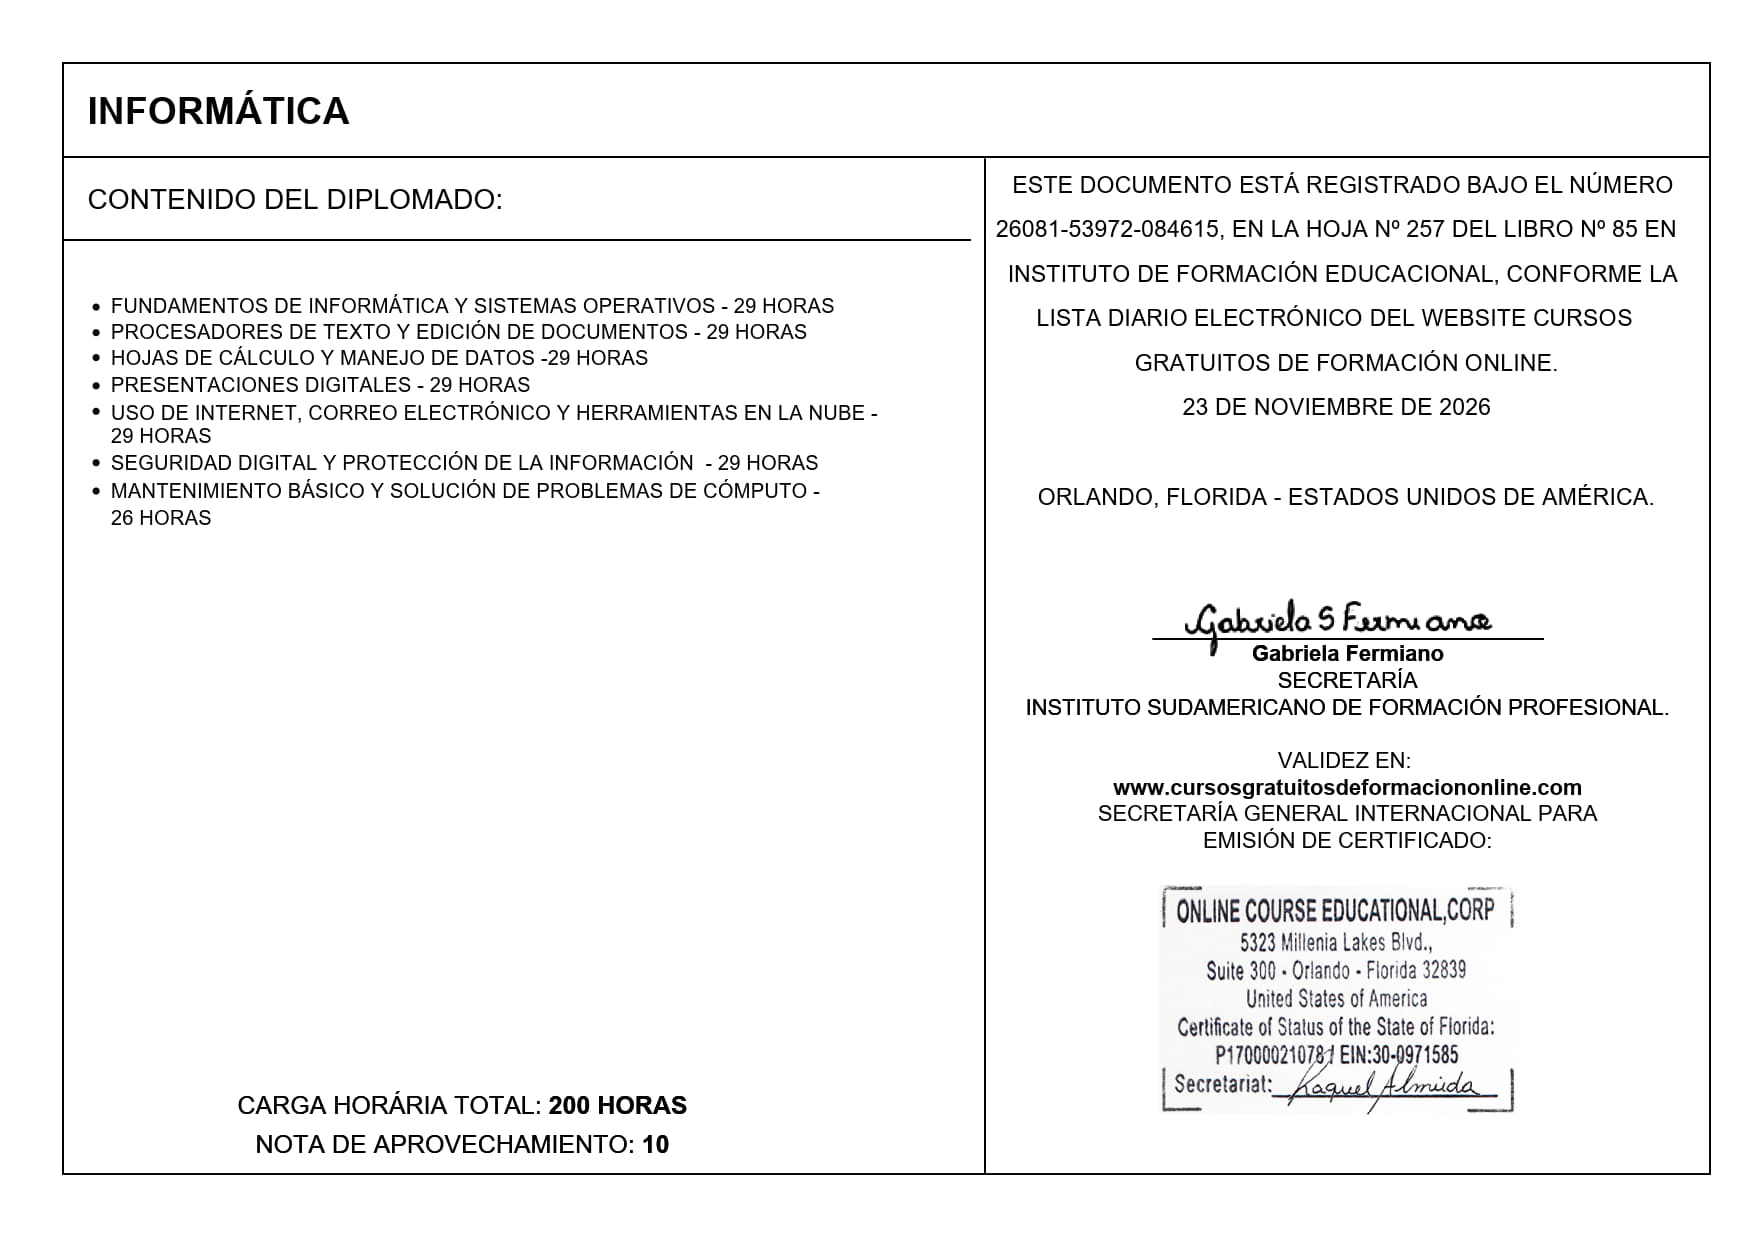 INFORMÁTICA
CONTENIDO DEL DIPLOMADO:
• FUNDAMENTOS DE INFORMÁTICA Y SISTEMAS OPERATIVOS - 29 HORAS
• PROCESADORES DE TEXTO Y EDICIÓN DE DOCUMENTOS - 29 HORAS
• HOJAS DE CÁLCULO Y MANEJO DE DATOS -29 HORAS
• PRESENTACIONES DIGITALES - 29 HORAS
• USO DE INTERNET, CORREO ELECTRÓNICO Y HERRAMIENTAS EN LA NUBE -
29 HORAS
• SEGURIDAD DIGITAL Y PROTECCIÓN DE LA INFORMACIÓN - 29 HORAS
• MANTENIMIENTO BÁSICO Y SOLUCIÓN DE PROBLEMAS DE CÓMPUTO -
26 HORAS
CARGA HORÁRIA TOTAL: 200 HORAS
NOTA DE APROVECHAMIENTO: 10
ESTE DOCUMENTO ESTÁ REGISTRADO BAJO EL NÚMERO
26081-53972-084615, EN LA HOJA Nº 257 DEL LIBRO Nº 85 EN
INSTITUTO DE FORMACIÓN EDUCACIONAL, CONFORME LA
LISTA DIARIO ELECTRÓNICO DEL WEBSITE CURSOS
GRATUITOS DE FORMACIÓN ONLINE.
23 DE NOVIEMBRE DE 2026
ORLANDO, FLORIDA - ESTADOS UNIDOS DE AMÉRICA.
Gabriela S Fermiano
Gabriela Fermiano
SECRETARÍA
INSTITUTO SUDAMERICANO DE FORMACIÓN PROFESIONAL.
VALIDEZ EN:
www.cursosgratuitosdeformaciononline.com
SECRETARÍA GENERAL INTERNACIONAL PARA
EMISIÓN DE CERTIFICADO:
ONLINE COURSE EDUCATIONAL,CORP
5323 Millenia Lakes Blvd.,
Suite 300 - Orlando - Florida 32839
United States of America
Certificate of Status of the State of Florida:
P17000021078 / EIN:30-0971585
Secretariat: Raquel Almeida